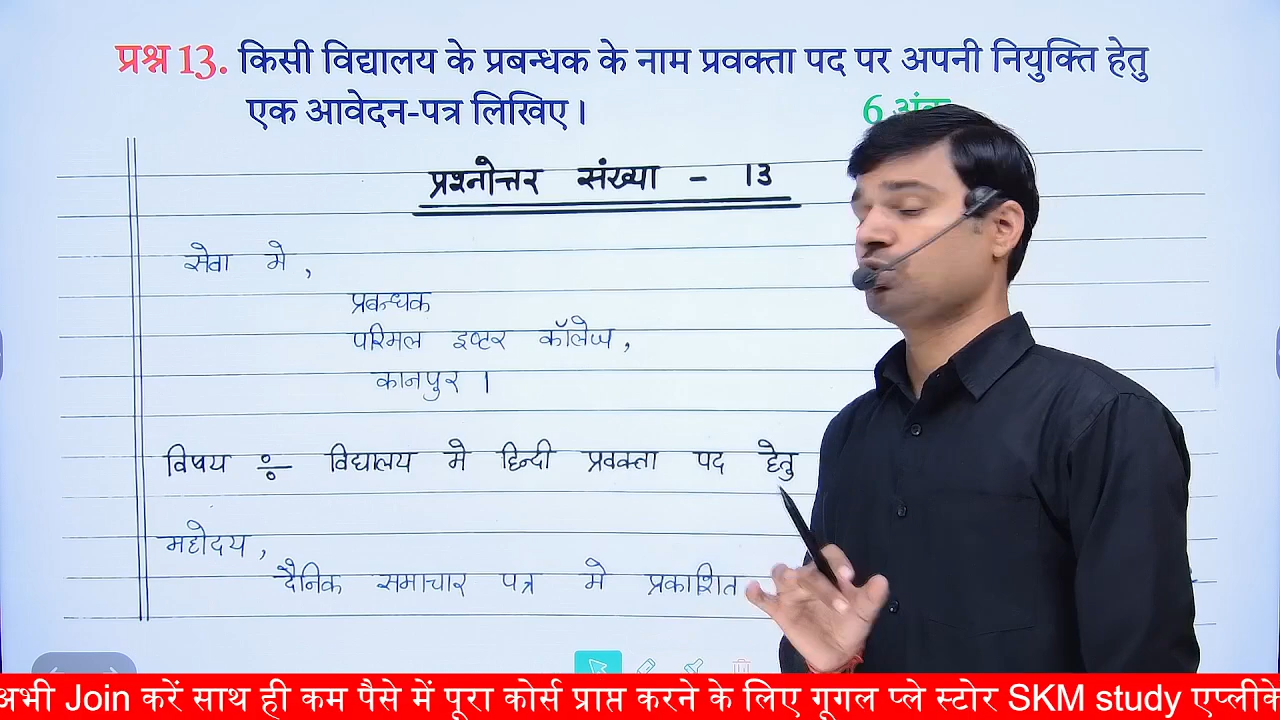 प्रश्न 13. किसी विद्यालय के प्रबन्धक के नाम प्रवक्ता पद पर अपनी नियुक्ति हेतु
एक आवेदन-पत्र लिखिए। 6 अंक
प्रश्नोत्तर संख्या - 13
सेवा मे ,
प्रबन्धक
परिमल इण्टर कॉलेज ,
कानपुर ।
विषय ÷ विद्यालय मे हिन्दी प्रवक्ता पद हेतु
महोदय ,
दैनिक समाचार पत्र मे प्रकाशित
अभी Join करें साथ ही कम पैसे में पूरा कोर्स प्राप्त करने के लिए गूगल प्ले स्टोर SKM study एप्लीके